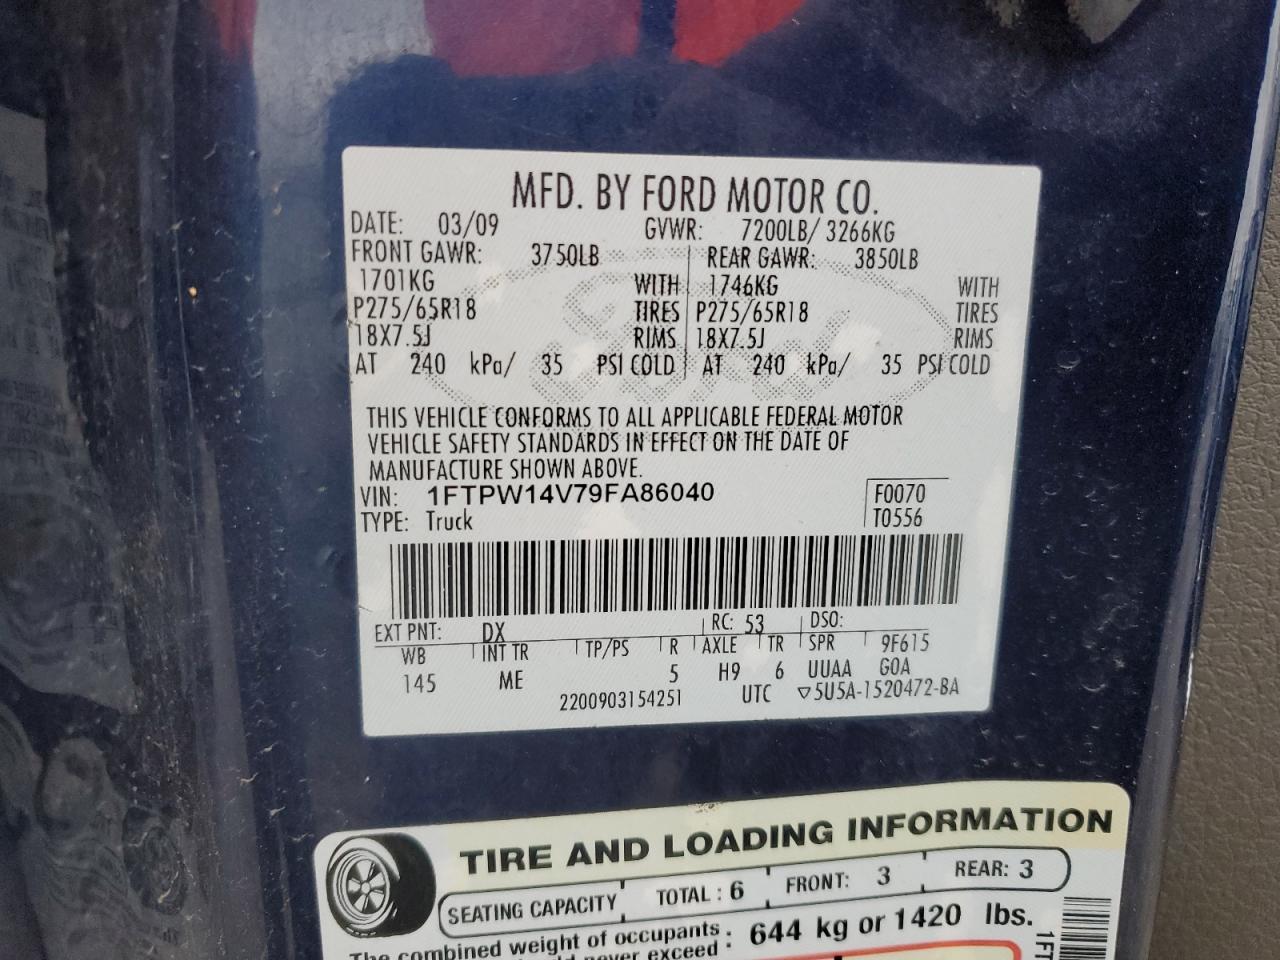 MFD. BY FORD MOTOR CO.
DATE: 03/09 GVWR: 7200LB/ 3266KG
FRONT GAWR: 3750LB REAR GAWR: 3850LB
1701KG WITH 1746KG WITH
P275/65R18 TIRES P275/65R18 TIRES
18X7.5J RIMS 18X7.5J RIMS
AT 240 kPa/ 35 PSI COLD AT 240 kPa/ 35 PSI COLD
THIS VEHICLE CONFORMS TO ALL APPLICABLE FEDERAL MOTOR
VEHICLE SAFETY STANDARDS IN EFFECT ON THE DATE OF
MANUFACTURE SHOWN ABOVE.
VIN: 1FTPW14V79FA86040 F0070
TYPE: Truck T0556
EXT PNT: DX RC: 53 DSO:
WB INT TR TP/PS R AXLE TR SPR 9F615
145 ME 5 H9 6 UUAA G0A
2200903154251 UTC ▽5U5A-1520472-BA
TIRE AND LOADING INFORMATION
SEATING CAPACITY TOTAL : 6 FRONT: 3 REAR: 3
The combined weight of occupants : 644 kg or 1420 lbs.
never exceed :
1FT